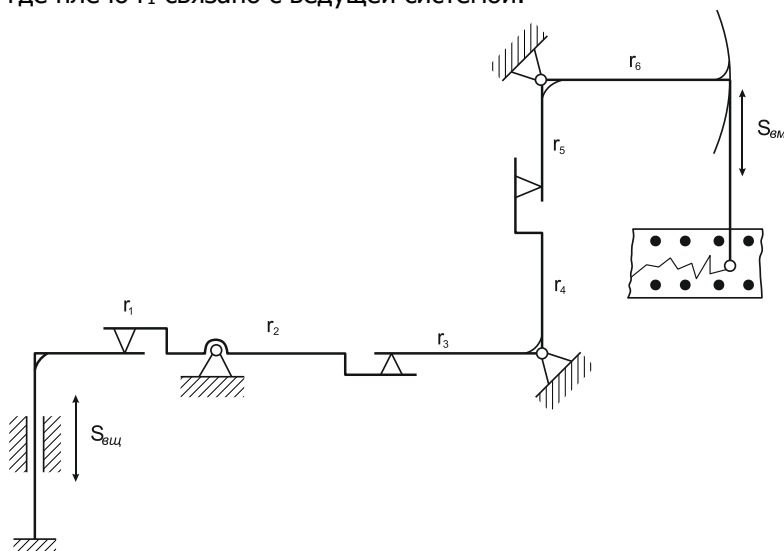 где плечо r₁ связано с ведущей системой.
r₆
Sвм
r₅
r₄
r₁
r₂
r₃
Sвщ